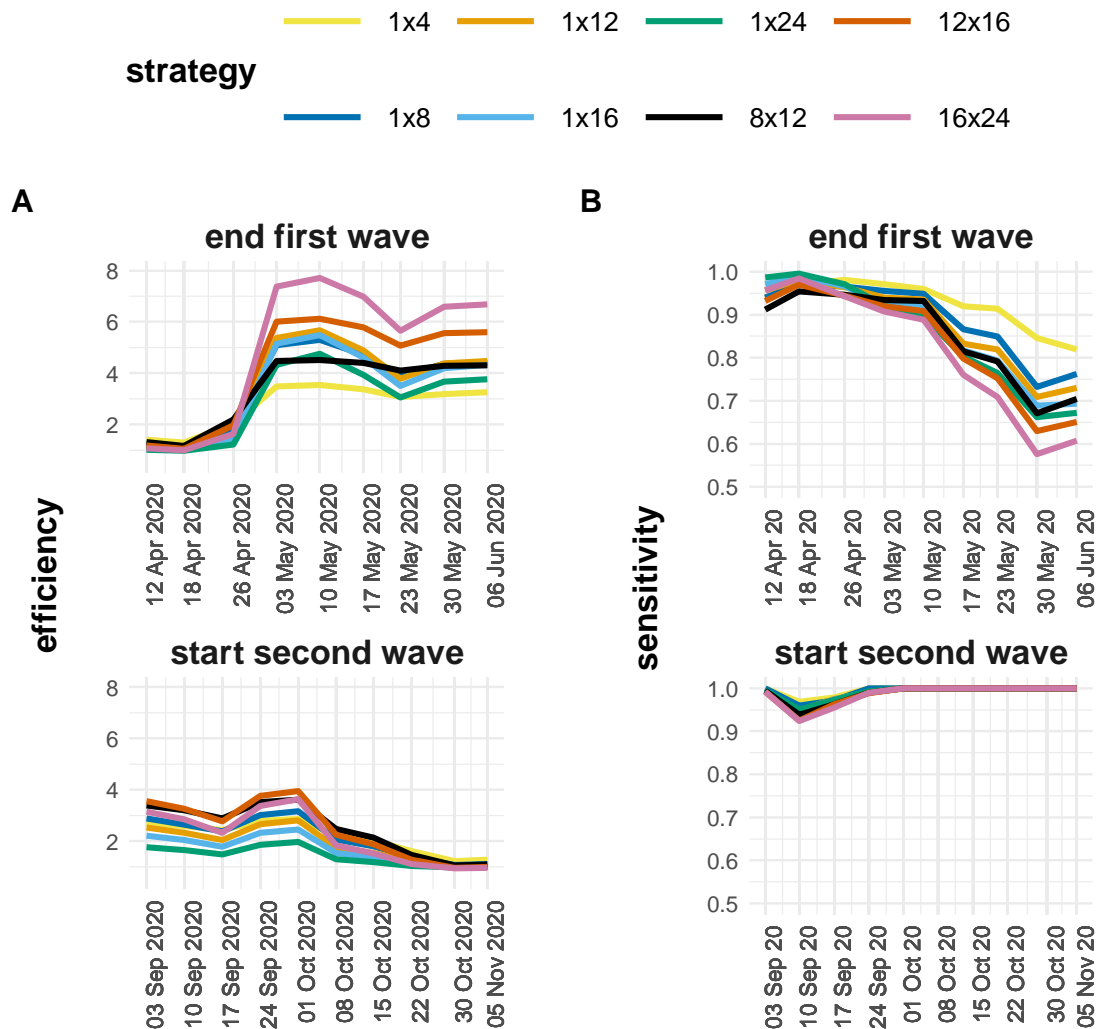 1x4 1x12 1x24 12x16
strategy
1x8 1x16 8x12 16x24
A
B
end first wave
8
6
4
2
12 Apr 2020
18 Apr 2020
26 Apr 2020
03 May 2020
10 May 2020
17 May 2020
23 May 2020
30 May 2020
06 Jun 2020
efficiency
start second wave
8
6
4
2
03 Sep 2020
10 Sep 2020
17 Sep 2020
24 Sep 2020
01 Oct 2020
08 Oct 2020
15 Oct 2020
22 Oct 2020
30 Oct 2020
05 Nov 2020
end first wave
1.0
0.9
0.8
0.7
0.6
0.5
12 Apr 20
18 Apr 20
26 Apr 20
03 May 20
10 May 20
17 May 20
23 May 20
30 May 20
06 Jun 20
sensitivity
start second wave
1.0
0.9
0.8
0.7
0.6
0.5
03 Sep 20
10 Sep 20
17 Sep 20
24 Sep 20
01 Oct 20
08 Oct 20
15 Oct 20
22 Oct 20
30 Oct 20
05 Nov 20